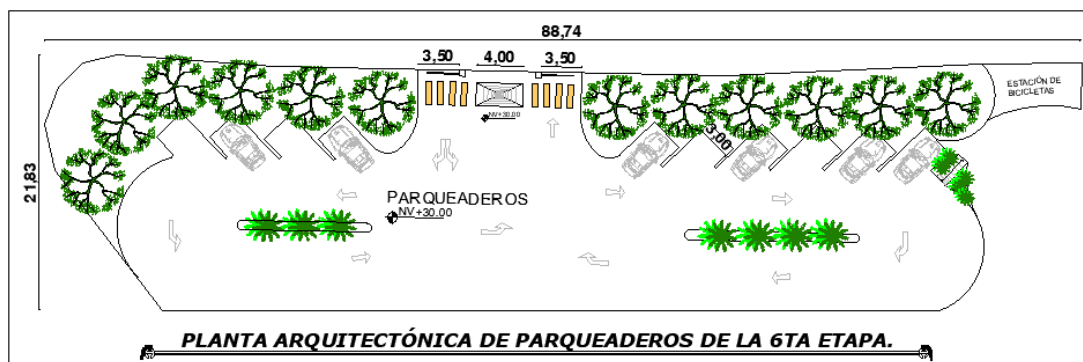 88,74
3,50 4,00 3,50
ESTACIÓN DE
BICICLETAS
NV+30.00
3,00
21,83
PARQUEADEROS
NV+30.00
PLANTA ARQUITECTÓNICA DE PARQUEADEROS DE LA 6TA ETAPA.